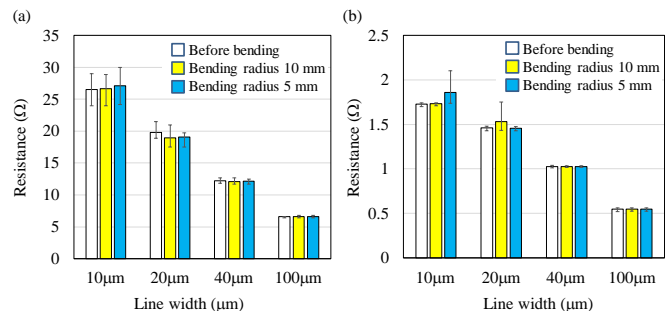 (a)
35
30
25
20
15
10
5
0
Resistance (Ω)
Before bending
Bending radius 10 mm
Bending radius 5 mm
10μm 20μm 40μm 100μm
Line width (μm)
(b)
2.5
2
1.5
1
0.5
0
Resistance (Ω)
Before bending
Bending radius 10 mm
Bending radius 5 mm
10μm 20μm 40μm 100μm
Line width (μm)